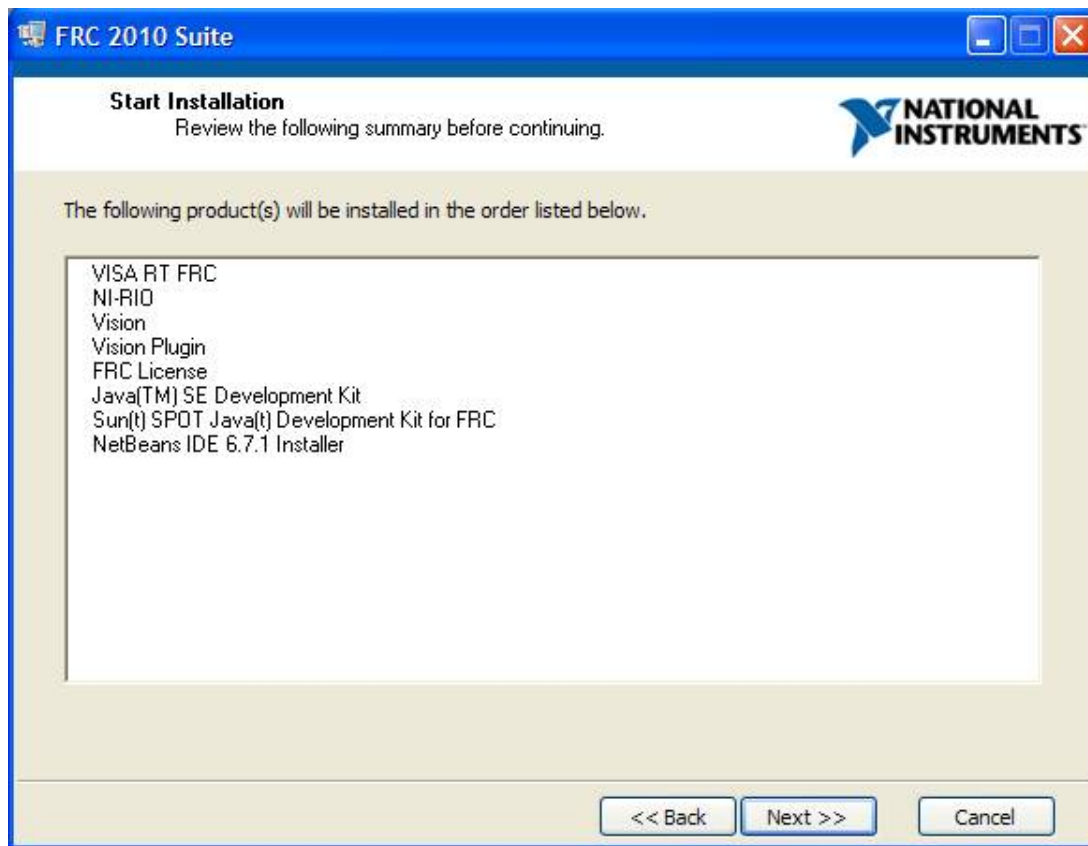 FRC 2010 Suite
Start Installation
Review the following summary before continuing.
NATIONAL
INSTRUMENTS
The following product(s) will be installed in the order listed below.
VISA RT FRC
NI-RIO
Vision
Vision Plugin
FRC License
Java(TM) SE Development Kit
Sun(t) SPOT Java(t) Development Kit for FRC
NetBeans IDE 6.7.1 Installer
<< Back
Next >>
Cancel